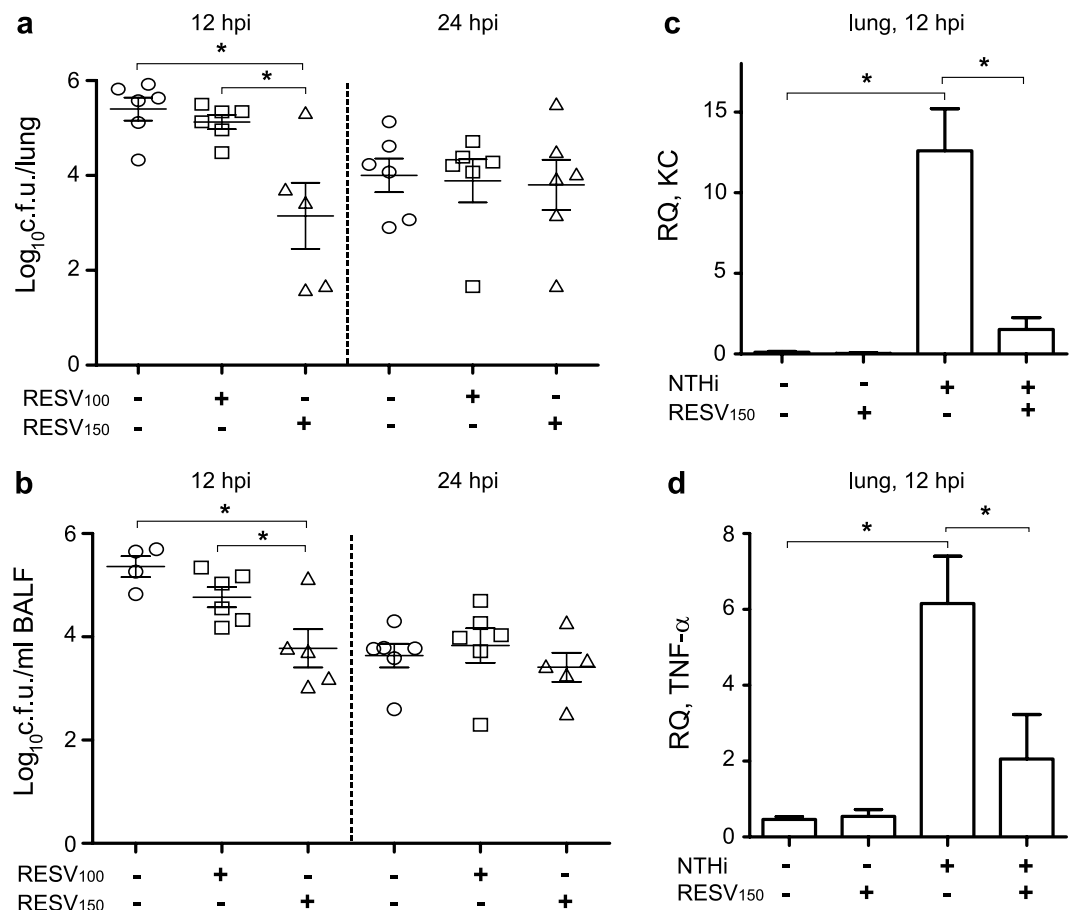 a
12 hpi
24 hpi
*
*
Log10c.f.u./lung
6
4
2
0
RESV100 - + - - + -
RESV150 - - + - - +
b
12 hpi
24 hpi
*
*
Log10c.f.u./ml BALF
6
4
2
0
RESV100 - + - - + -
RESV150 - - + - - +
c
lung, 12 hpi
*
*
RQ, KC
15
10
5
0
NTHi - - + +
RESV150 - + - +
d
lung, 12 hpi
*
*
RQ, TNF-α
8
6
4
2
0
NTHi - - + +
RESV150 - + - +